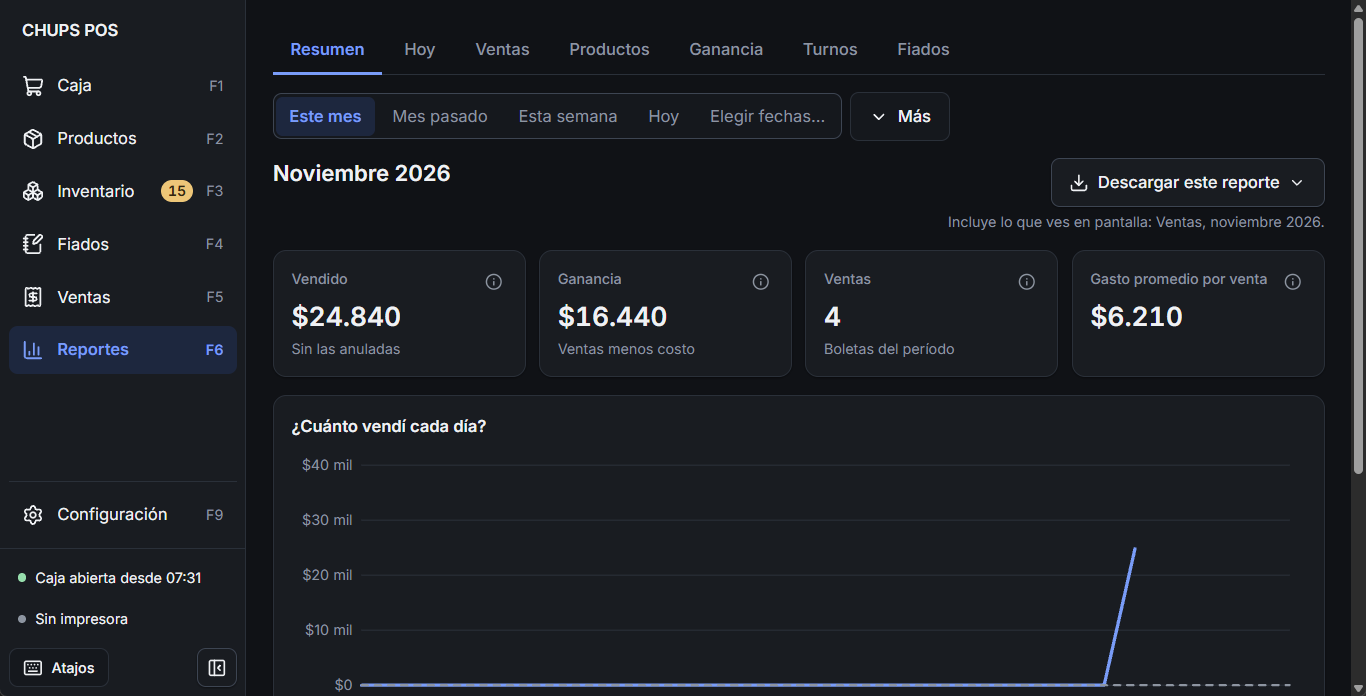 CHUPS POS
Caja F1
Productos F2
Inventario 15 F3
Fiados F4
Ventas F5
Reportes F6
Configuración F9
Caja abierta desde 07:31
Sin impresora
Atajos
Resumen Hoy Ventas Productos Ganancia Turnos Fiados
Este mes Mes pasado Esta semana Hoy Elegir fechas... Más
Noviembre 2026
Descargar este reporte
Incluye lo que ves en pantalla: Ventas, noviembre 2026.
Vendido
$24.840
Sin las anuladas
Ganancia
$16.440
Ventas menos costo
Ventas
4
Boletas del período
Gasto promedio por venta
$6.210
¿Cuánto vendí cada día?
$40 mil
$30 mil
$20 mil
$10 mil
$0